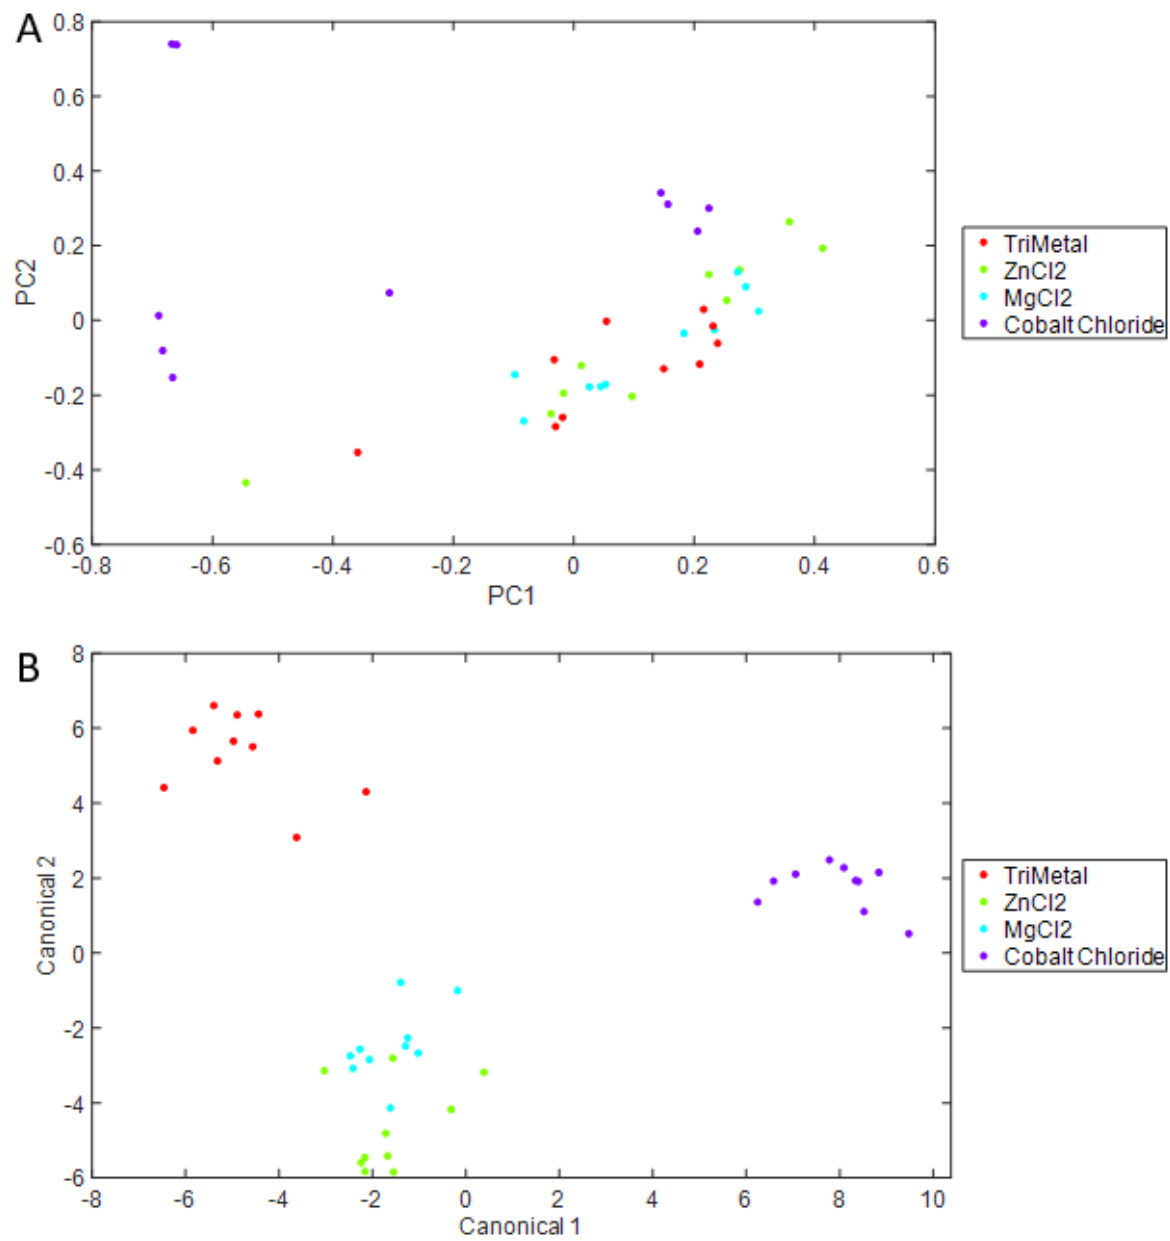 A
0.8
0.6
0.4
0.2
0
-0.2
-0.4
-0.6
PC2
-0.8 -0.6 -0.4 -0.2 0 0.2 0.4 0.6
PC1
TriMetal
ZnCl2
MgCl2
Cobalt Chloride
B
8
6
4
2
0
-2
-4
-6
Canonical 2
-8 -6 -4 -2 0 2 4 6 8 10
Canonical 1
TriMetal
ZnCl2
MgCl2
Cobalt Chloride